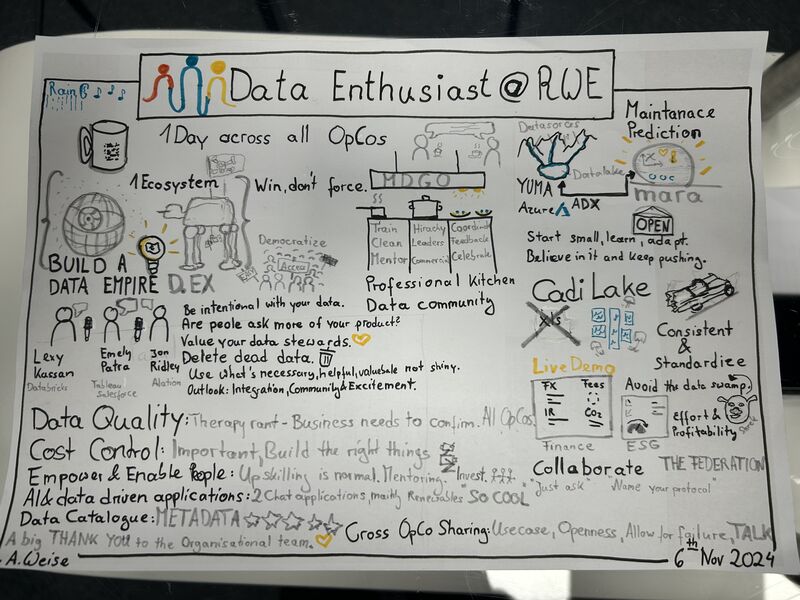 Rain
Data Enthusiast @ RWE
1 Day across all OpCos
1 Ecosystem
BUILD A
DATA EMPIRE
D.EX
Democratize
Access
Win, don't force.
MDGO
Train
Clean
Mentor
Hirachy
Leaders
Commercial
Coordinate
Feedback
Celebrate
Professional Kitchen
Data community
Datasorces
Datalake
YUMA
Azure ADX
Maintanace
Prediction
mara
OPEN
Start small, learn, adapt.
Believe in it and keep pushing.
Lexy
Kassan
Databricks
Emely
Patra
Tableau
Salesforce
Jon
Ridley
Alation
Be intentional with your data.
Are peole ask more of your product?
Value your data stewards.
Delete dead data.
Use what's necessary, helpful, valuebale not shiny.
Outlook: Integration, Community & Excitement.
Cadi Lake
xls
Consistent
&
Standardize
Live Demo
FX Fees
IR CO2
Finance
Avoid the data swamp.
ESG
Effort &
Profitability
Shrek
Data Quality: Therapy rant - Business needs to confirm. All OpCos.
Cost Control: Important, Build the right things
Empower & Enable People: Upskilling is normal. Mentoring. Invest.
AI & data driven applications: 2 Chat applications, mainly Renewables "SO COOL"
Data Catalogue: METADATA
Collaborate THE FEDERATION
"Just ask" "Name your protocol"
Cross OpCo Sharing: Usecase, Openness, Allow for failure, TALK
A big THANK YOU to the Organisational team.
A.Weise
6th Nov 2024